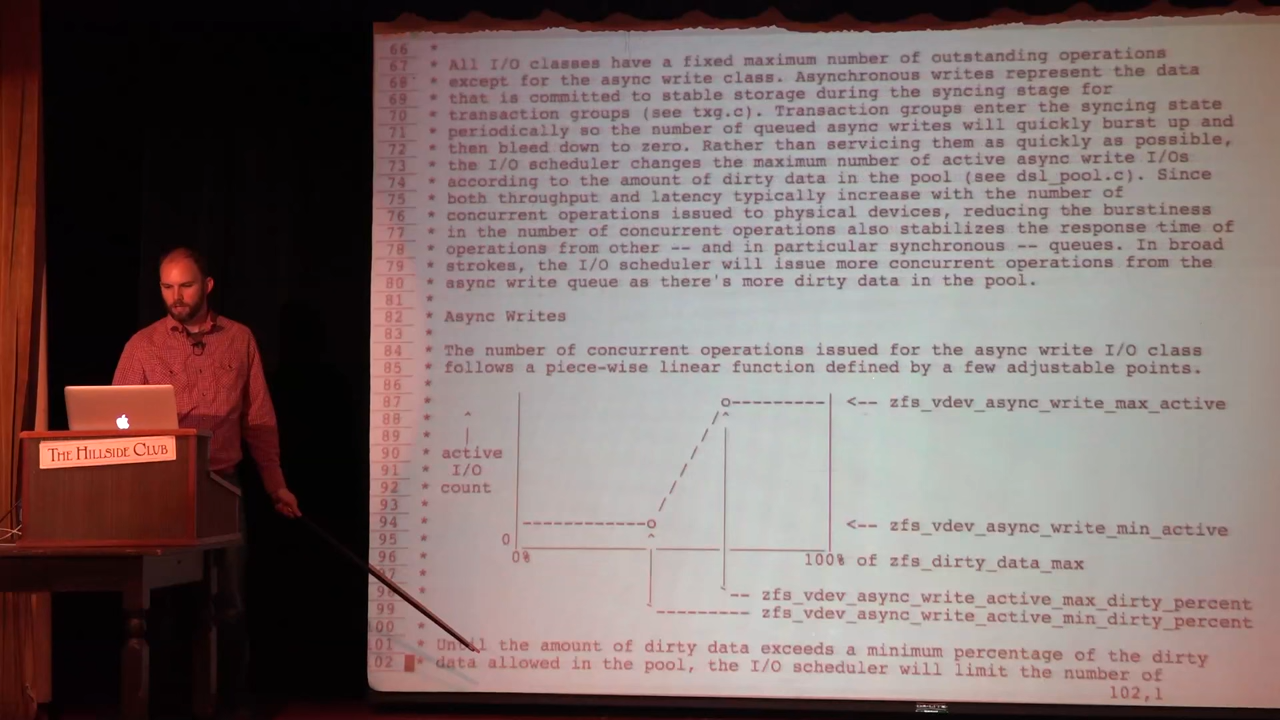 THE HILLSIDE CLUB
66 *
67 * All I/O classes have a fixed maximum number of outstanding operations
68 * except for the async write class. Asynchronous writes represent the data
69 * that is committed to stable storage during the syncing stage for
70 * transaction groups (see txg.c). Transaction groups enter the syncing state
71 * periodically so the number of queued async writes will quickly burst up and
72 * then bleed down to zero. Rather than servicing them as quickly as possible,
73 * the I/O scheduler changes the maximum number of active async write I/Os
74 * according to the amount of dirty data in the pool (see dsl_pool.c). Since
75 * both throughput and latency typically increase with the number of
76 * concurrent operations issued to physical devices, reducing the burstiness
77 * in the number of concurrent operations also stabilizes the response time of
78 * operations from other -- and in particular synchronous -- queues. In broad
79 * strokes, the I/O scheduler will issue more concurrent operations from the
80 * async write queue as there's more dirty data in the pool.
81 *
82 * Async Writes
83 *
84 * The number of concurrent operations issued for the async write I/O class
85 * follows a piece-wise linear function defined by a few adjustable points.
86 *
87 * | o---------| <-- zfs_vdev_async_write_max_active
88 * ^ | /^ |
89 * | | / | |
90 * active | / | |
91 * I/O | / | |
92 * count | / | |
93 * | / | |
94 * |------------o | | <-- zfs_vdev_async_write_min_active
95 * 0|____________^______|_________|
96 * 0% | | 100% of zfs_dirty_data_max
97 * | |
98 * | `-- zfs_vdev_async_write_active_max_dirty_percent
99 * `--------- zfs_vdev_async_write_active_min_dirty_percent
100 *
101 * Until the amount of dirty data exceeds a minimum percentage of the dirty
102 * data allowed in the pool, the I/O scheduler will limit the number of
102,1